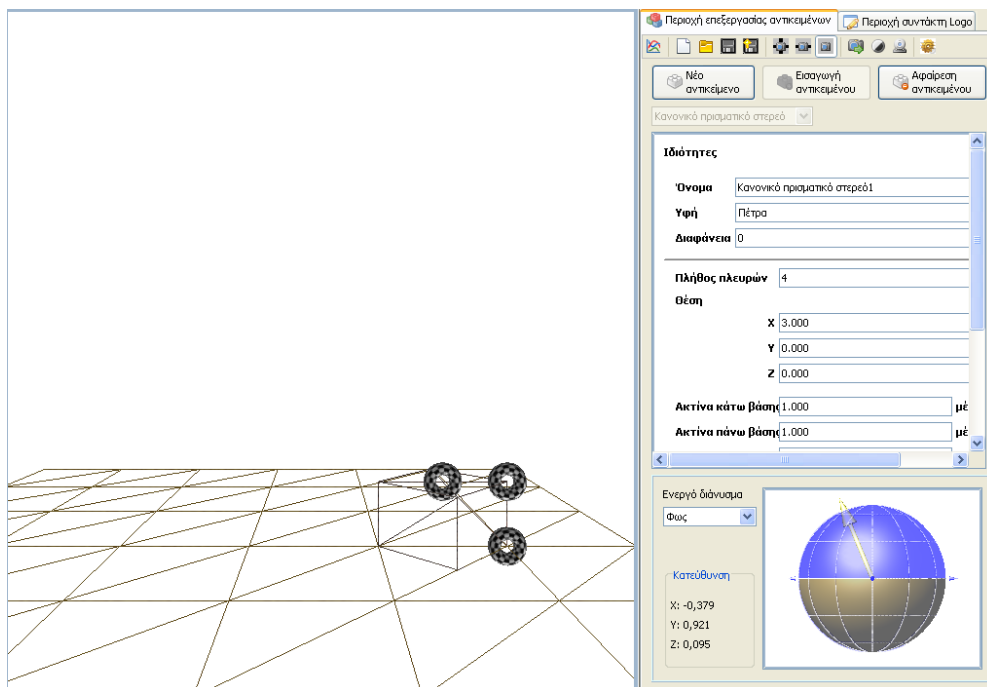 Περιοχή επεξεργασίας αντικειμένων Περιοχή συντάκτη Logo
Νέο αντικείμενο Εισαγωγή αντικειμένου Αφαίρεση αντικειμένου
Κανονικό πρισματικό στερεό
Ιδιότητες
Όνομα Κανονικό πρισματικό στερεό1
Υφή Πέτρα
Διαφάνεια 0
Πλήθος πλευρών 4
Θέση
X 3.000
Y 0.000
Z 0.000
Ακτίνα κάτω βάσης 1.000 μέ
Ακτίνα πάνω βάσης 1.000 μέ
Ενεργό διάνυσμα
Φως
Κατεύθυνση
X: -0,379
Y: 0,921
Z: 0,095